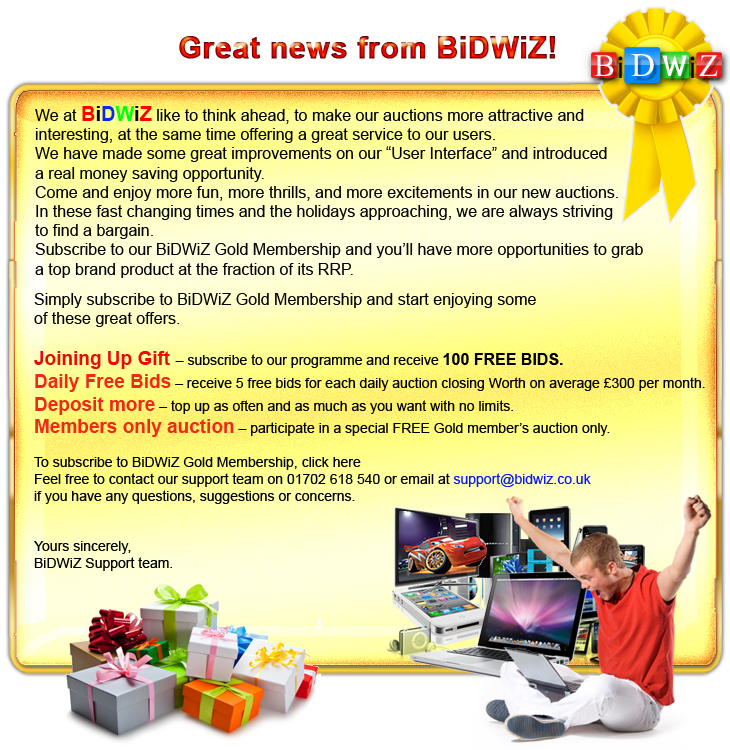 Great news from BiDWiZ!
BiDWiZ
We at BiDWiZ like to think ahead, to make our auctions more attractive and
interesting, at the same time offering a great service to our users.
We have made some great improvements on our “User Interface” and introduced
a real money saving opportunity.
Come and enjoy more fun, more thrills, and more excitements in our new auctions.
In these fast changing times and the holidays approaching, we are always striving
to find a bargain.
Subscribe to our BiDWiZ Gold Membership and you’ll have more opportunities to grab
a top brand product at the fraction of its RRP.
Simply subscribe to BiDWiZ Gold Membership and start enjoying some
of these great offers.
Joining Up Gift – subscribe to our programme and receive 100 FREE BIDS.
Daily Free Bids – receive 5 free bids for each daily auction closing Worth on average £300 per month.
Deposit more – top up as often and as much as you want with no limits.
Members only auction – participate in a special FREE Gold member’s auction only.
To subscribe to BiDWiZ Gold Membership, click here
Feel free to contact our support team on 01702 618 540 or email at support@bidwiz.co.uk
if you have any questions, suggestions or concerns.
Yours sincerely,
BiDWiZ Support team.